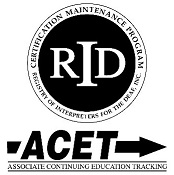 CERTIFICATION MAINTENANCE PROGRAM
RID
REGISTRY OF INTERPRETERS FOR THE DEAF, INC.
ACET
ASSOCIATE CONTINUING EDUCATION TRACKING